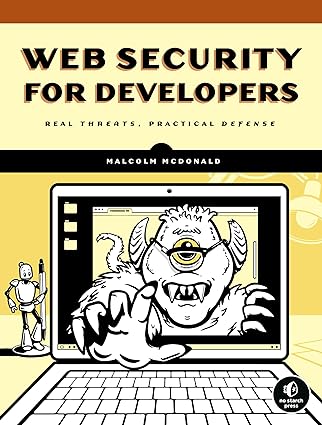 WEB SECURITY
FOR DEVELOPERS
REAL THREATS, PRACTICAL DEFENSE
MALCOLM MCDONALD
no starch
press